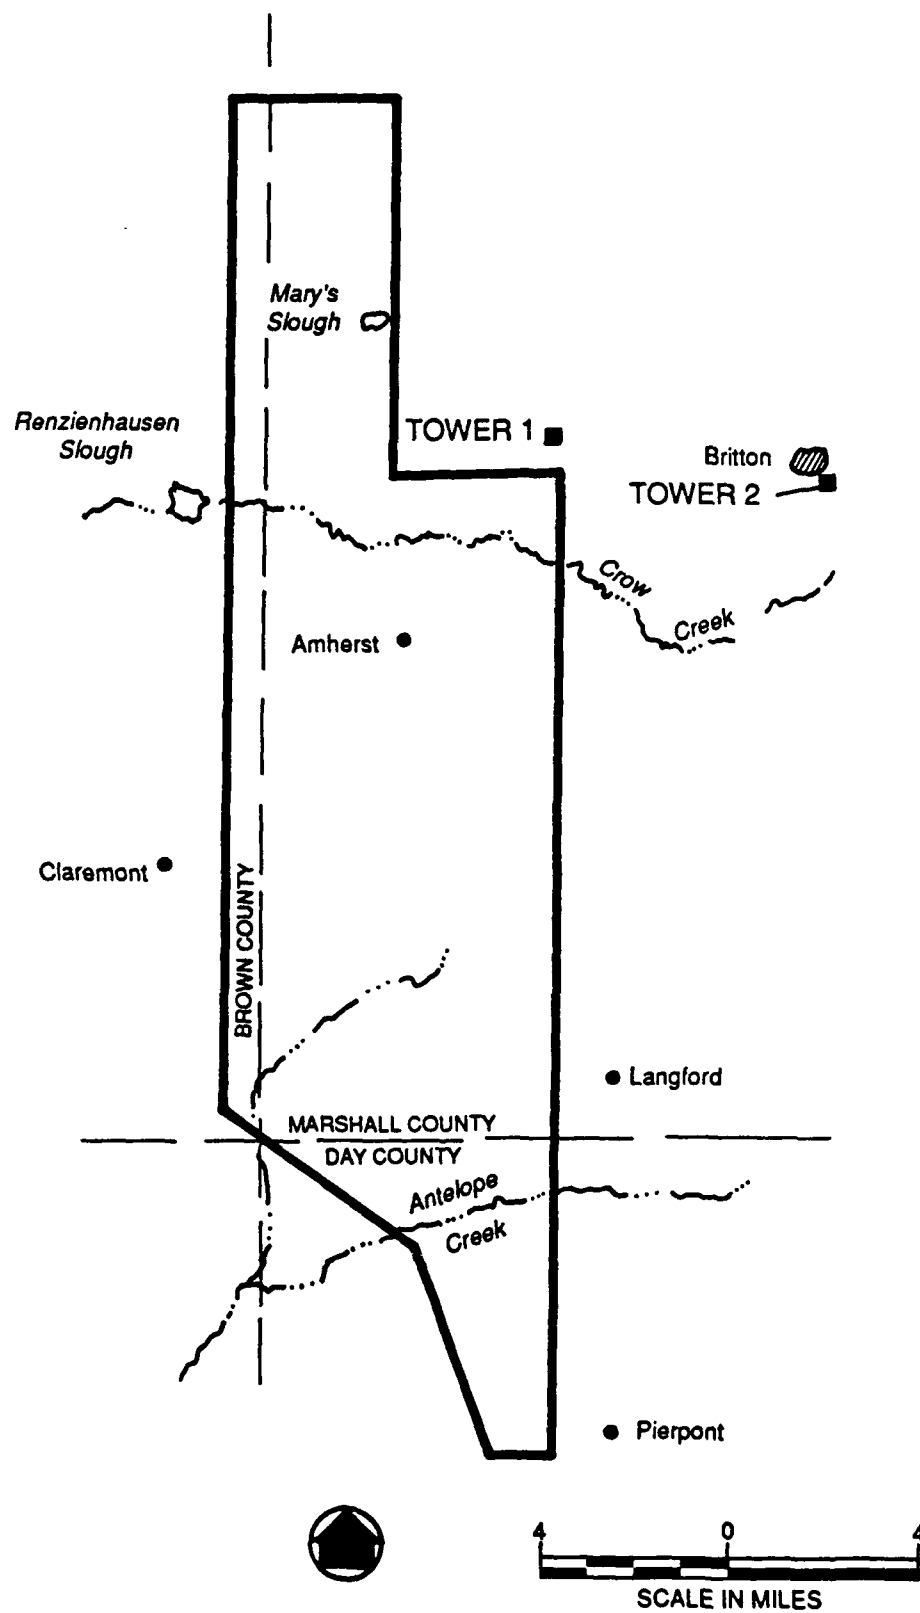 Mary's
Slough
Renzienhausen
Slough
TOWER 1
Britton
TOWER 2
Crow
Creek
Amherst
Claremont
BROWN COUNTY
Langford
MARSHALL COUNTY
DAY COUNTY
Antelope
Creek
Pierpont
4 0 4
SCALE IN MILES